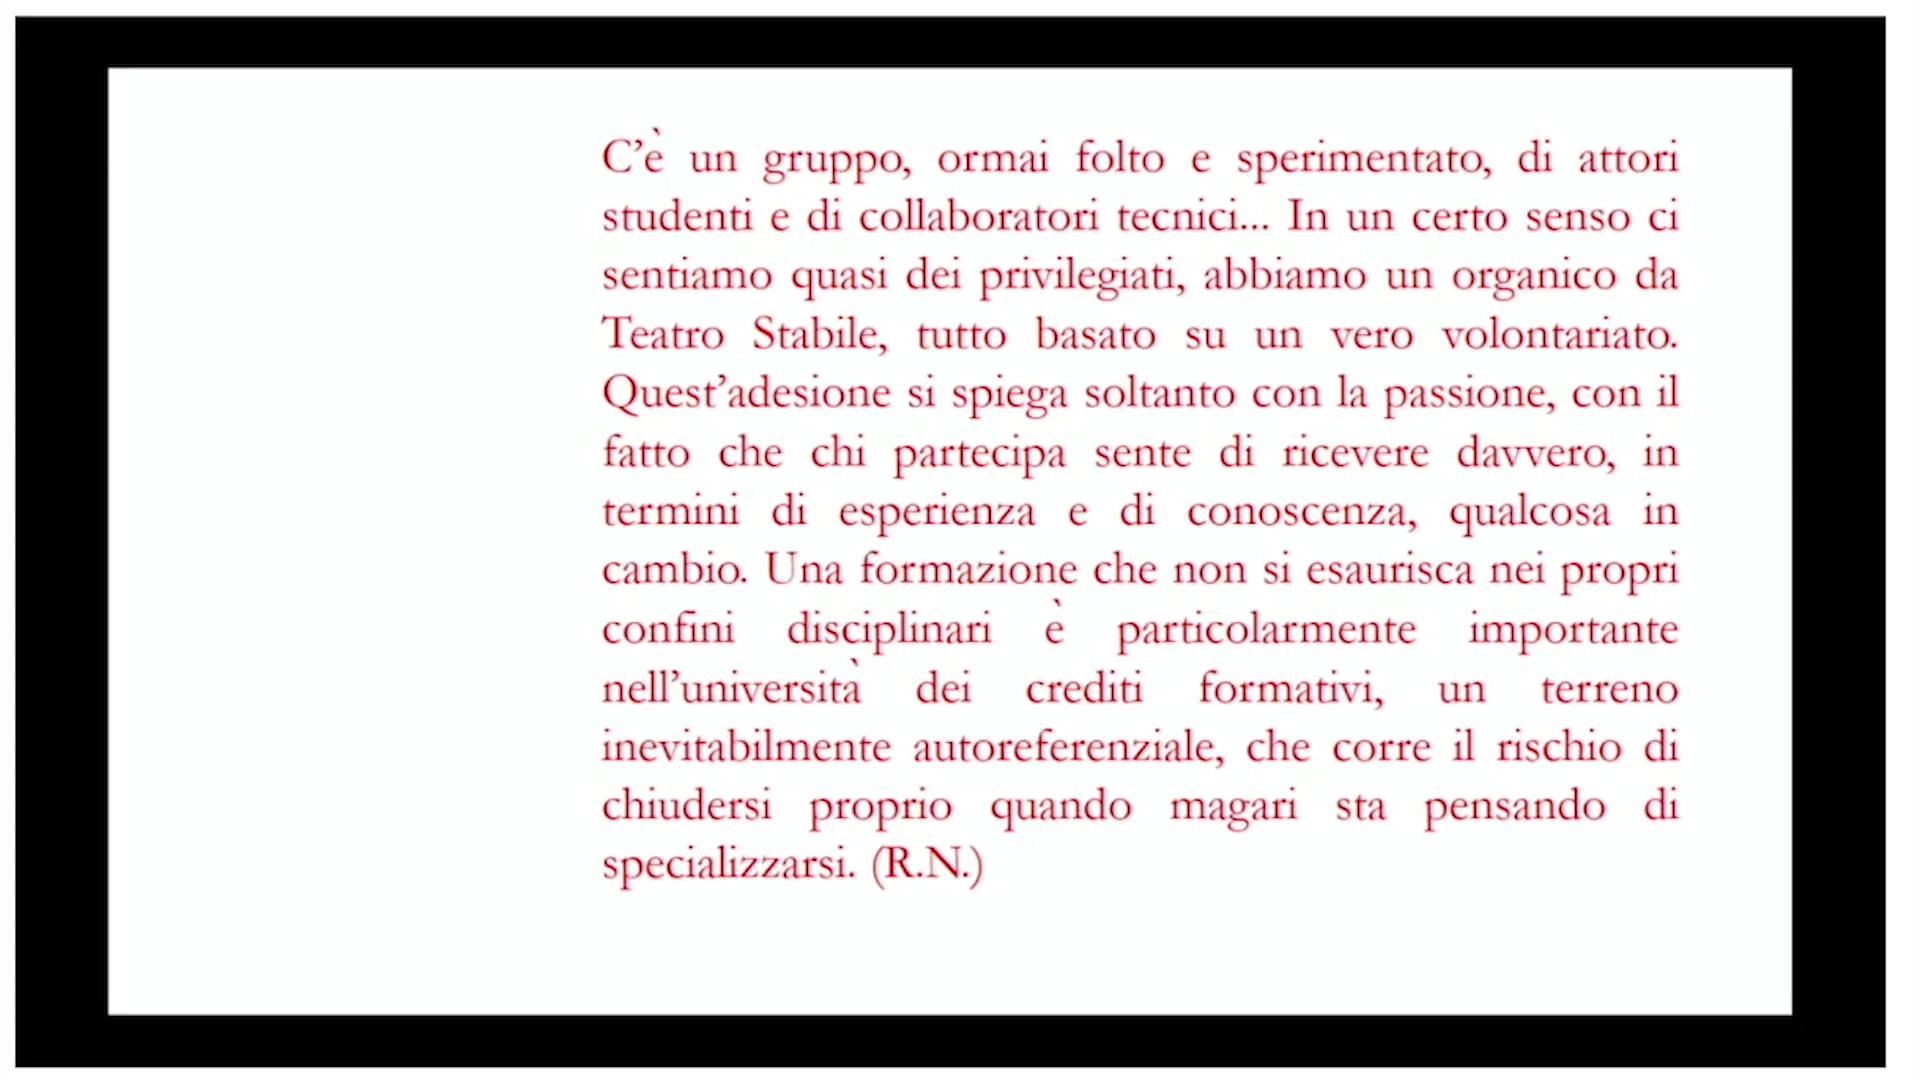 C’è un gruppo, ormai folto e sperimentato, di attori
studenti e di collaboratori tecnici... In un certo senso ci
sentiamo quasi dei privilegiati, abbiamo un organico da
Teatro Stabile, tutto basato su un vero volontariato.
Quest’adesione si spiega soltanto con la passione, con il
fatto che chi partecipa sente di ricevere davvero, in
termini di esperienza e di conoscenza, qualcosa in
cambio. Una formazione che non si esaurisca nei propri
confini disciplinari è particolarmente importante
nell’università dei crediti formativi, un terreno
inevitabilmente autoreferenziale, che corre il rischio di
chiudersi proprio quando magari sta pensando di
specializzarsi. (R.N.)